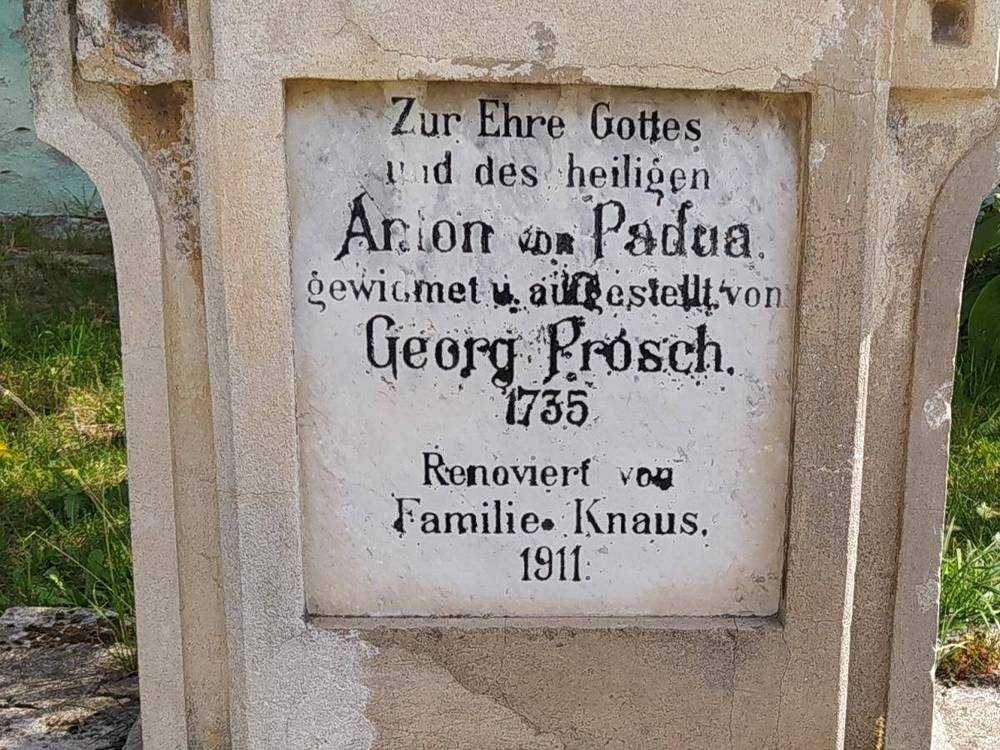 Zur Ehre Gottes
und des heiligen
Anton von Padua.
gewidmet u. aufgestellt von
Georg Prosch.
1735
Renoviert von
Familie Knaus.
1911.